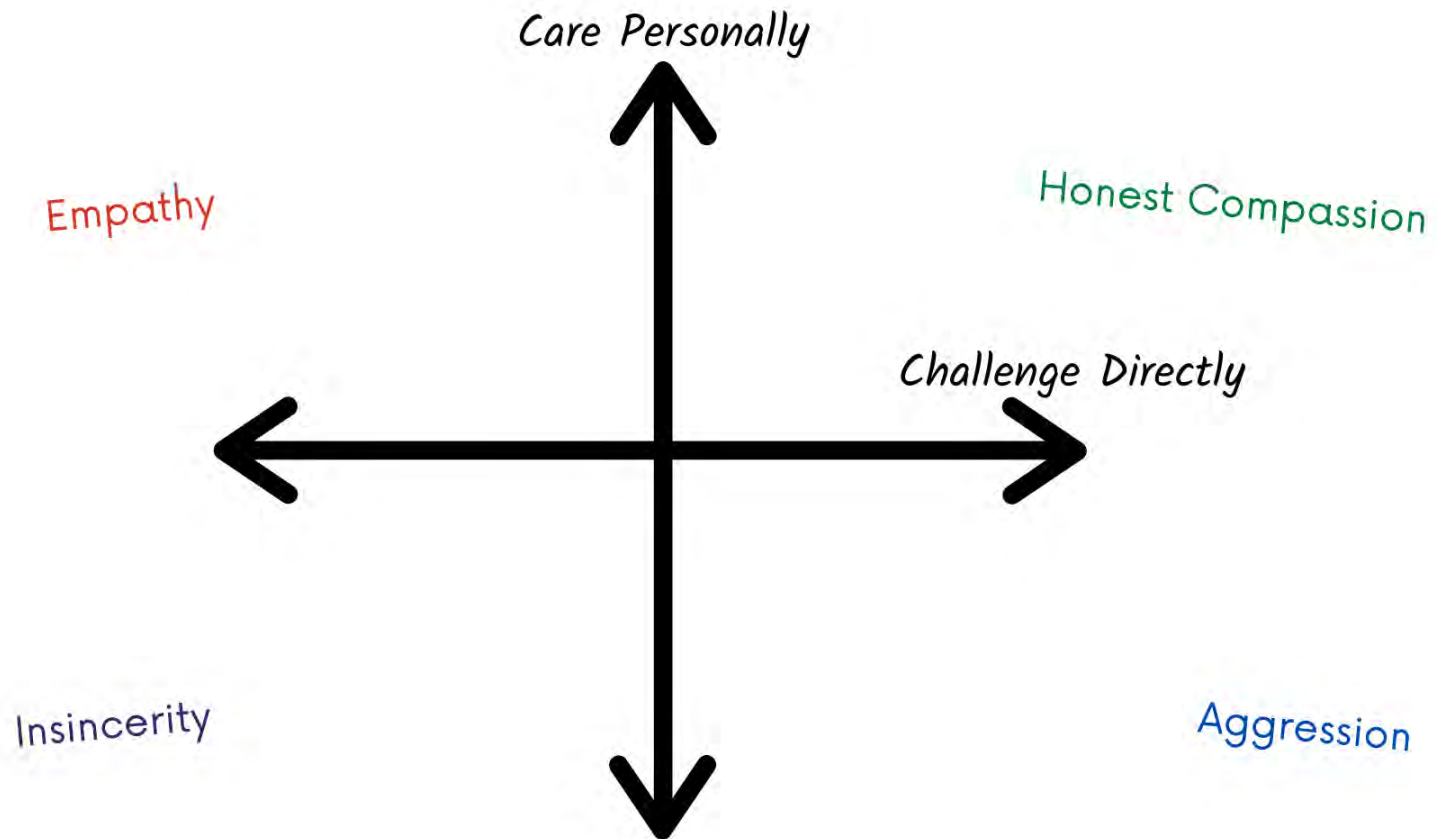 Care Personally
Empathy
Honest Compassion
Challenge Directly
Insincerity
Aggression